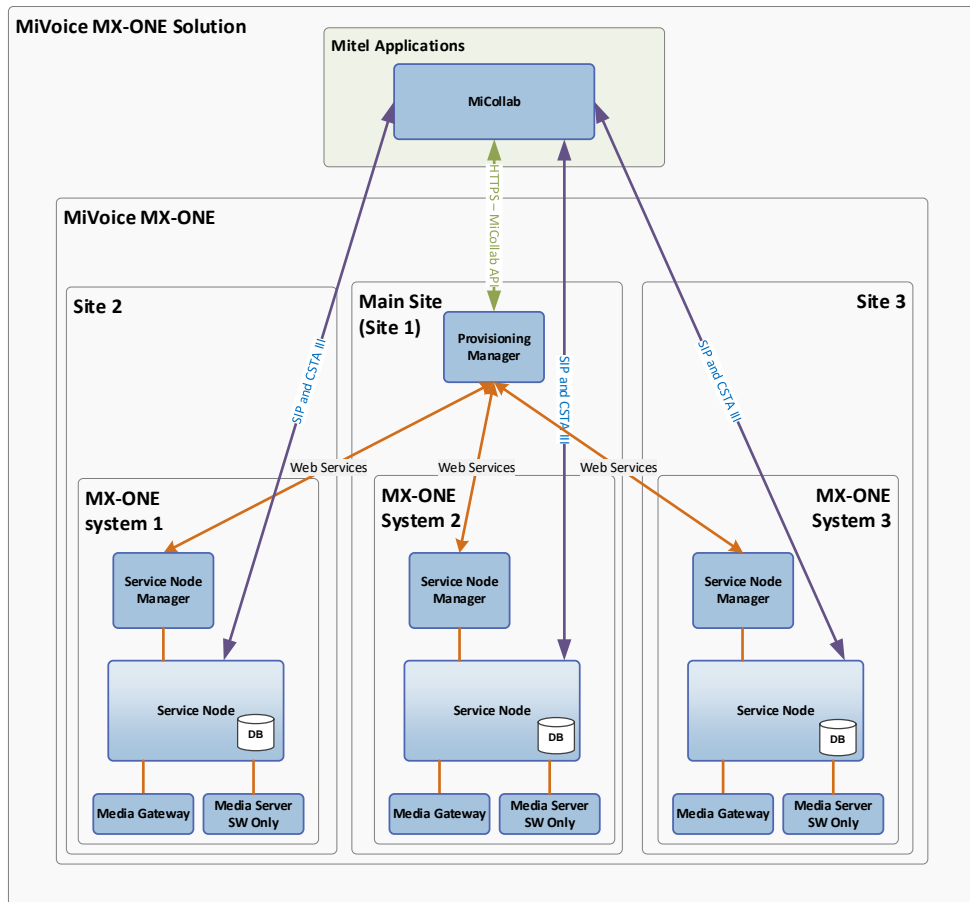 MiVoice MX-ONE Solution
Mitel Applications
MiCollab
HTTPS – MiCollab API
MiVoice MX-ONE
Site 2
Main Site
(Site 1)
Site 3
Provisioning
Manager
SIP and CSTA III
SIP and CSTA III
SIP and CSTA III
Web Services
Web Services
Web Services
MX-ONE
system 1
MX-ONE
System 2
MX-ONE
System 3
Service Node
Manager
Service Node
Manager
Service Node
Manager
Service Node
DB
Service Node
DB
Service Node
DB
Media Gateway
Media Server
SW Only
Media Gateway
Media Server
SW Only
Media Gateway
Media Server
SW Only